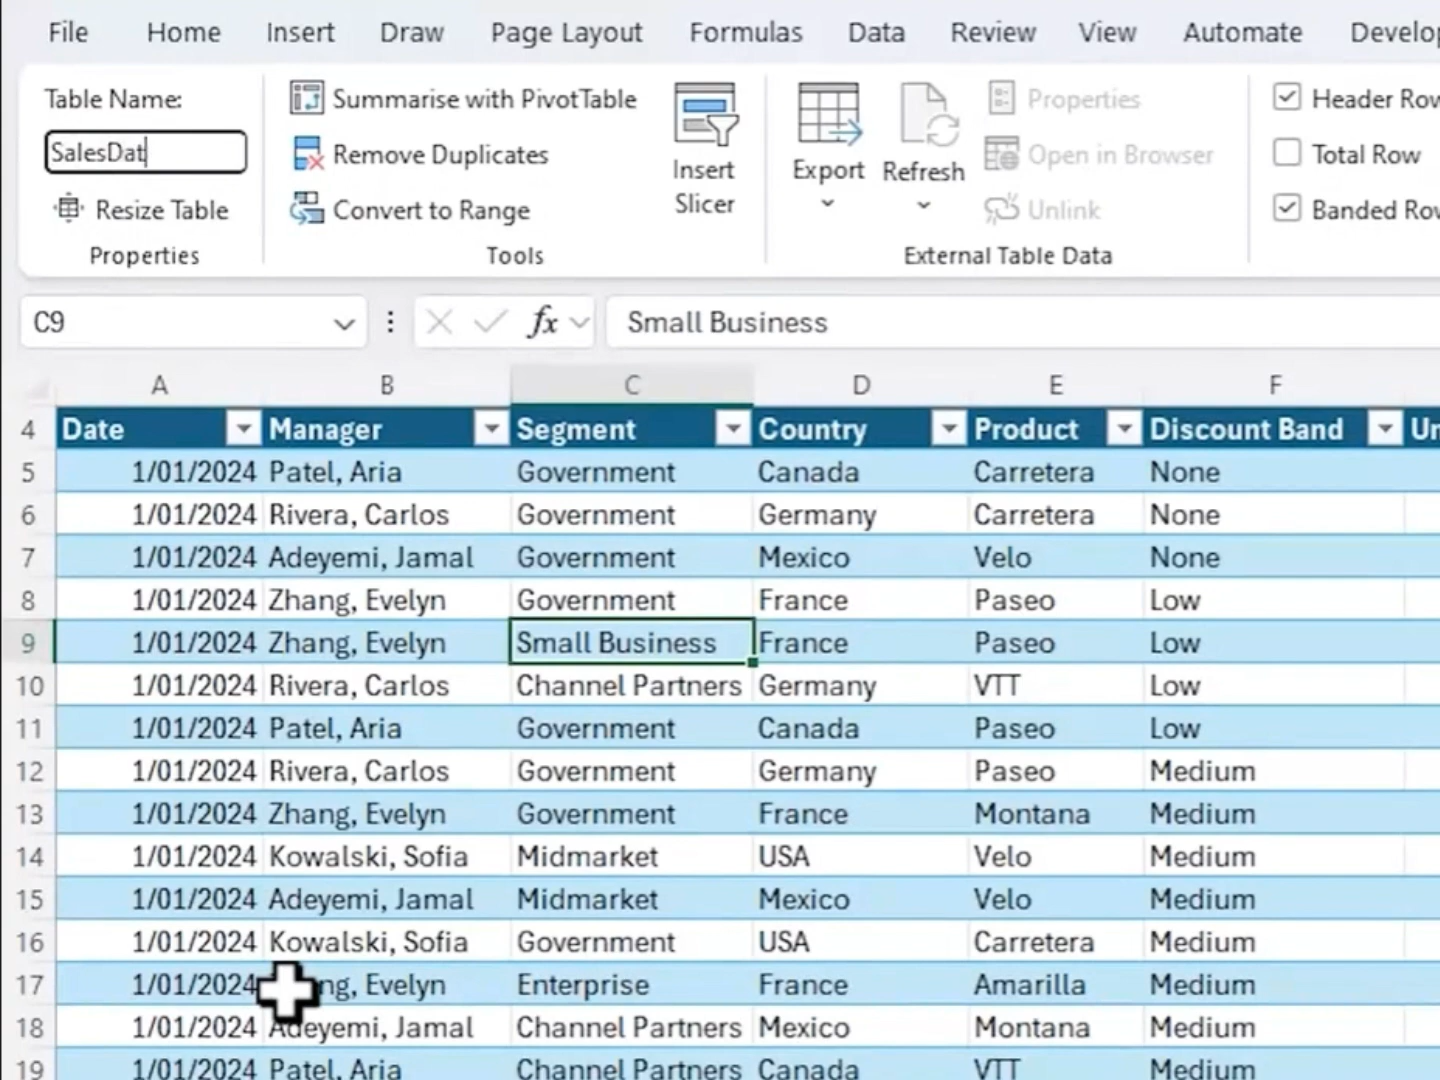 File Home Insert Draw Page Layout Formulas Data Review View Automate Develop
Table Name:
SalesDat
Resize Table
Properties
Summarise with PivotTable
Remove Duplicates
Convert to Range
Tools
Insert
Slicer
Export
Refresh
Properties
Open in Browser
Unlink
External Table Data
Header Row
Total Row
Banded Row
C9 fx Small Business
A B C D E F
4 Date Manager Segment Country Product Discount Band Un
5 1/01/2024 Patel, Aria Government Canada Carretera None
6 1/01/2024 Rivera, Carlos Government Germany Carretera None
7 1/01/2024 Adeyemi, Jamal Government Mexico Velo None
8 1/01/2024 Zhang, Evelyn Government France Paseo Low
9 1/01/2024 Zhang, Evelyn Small Business France Paseo Low
10 1/01/2024 Rivera, Carlos Channel Partners Germany VTT Low
11 1/01/2024 Patel, Aria Government Canada Paseo Low
12 1/01/2024 Rivera, Carlos Government Germany Paseo Medium
13 1/01/2024 Zhang, Evelyn Government France Montana Medium
14 1/01/2024 Kowalski, Sofia Midmarket USA Velo Medium
15 1/01/2024 Adeyemi, Jamal Midmarket Mexico Velo Medium
16 1/01/2024 Kowalski, Sofia Government USA Carretera Medium
17 1/01/2024 ng, Evelyn Enterprise France Amarilla Medium
18 1/01/2024 Adeyemi, Jamal Channel Partners Mexico Montana Medium
19 1/01/2024 Patel, Aria Channel Partners Canada VTT Medium